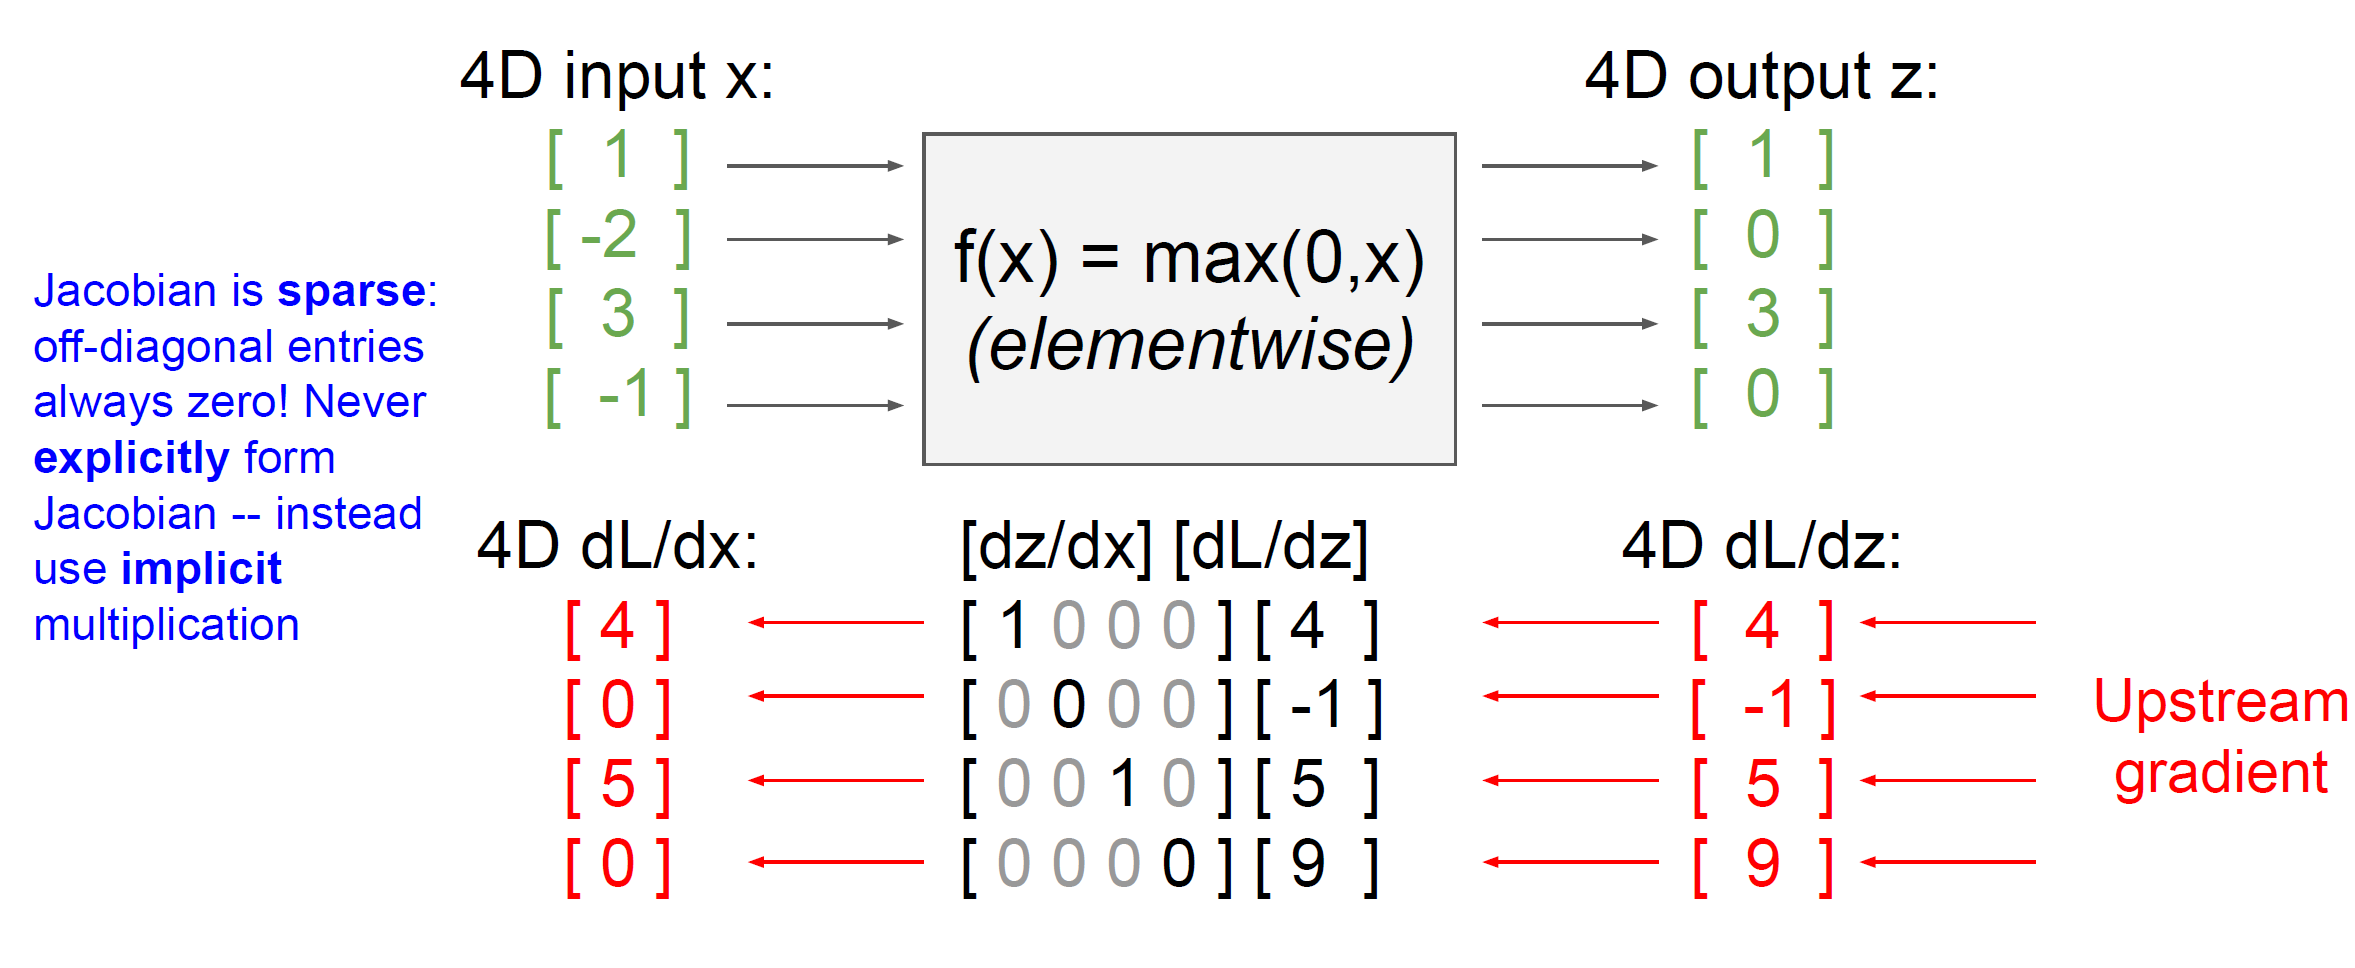 4D input x:
4D output z:
[ 1 ]
[ -2 ]
[ 3 ]
[ -1 ]
f(x) = max(0,x)
(elementwise)
[ 1 ]
[ 0 ]
[ 3 ]
[ 0 ]
Jacobian is sparse:
off-diagonal entries
always zero! Never
explicitly form
Jacobian -- instead
use implicit
multiplication
4D dL/dx:
[ 4 ]
[ 0 ]
[ 5 ]
[ 0 ]
[dz/dx] [dL/dz]
[ 1 0 0 0 ] [ 4 ]
[ 0 0 0 0 ] [ -1 ]
[ 0 0 1 0 ] [ 5 ]
[ 0 0 0 0 ] [ 9 ]
4D dL/dz:
[ 4 ]
[ -1 ]
[ 5 ]
[ 9 ]
Upstream
gradient